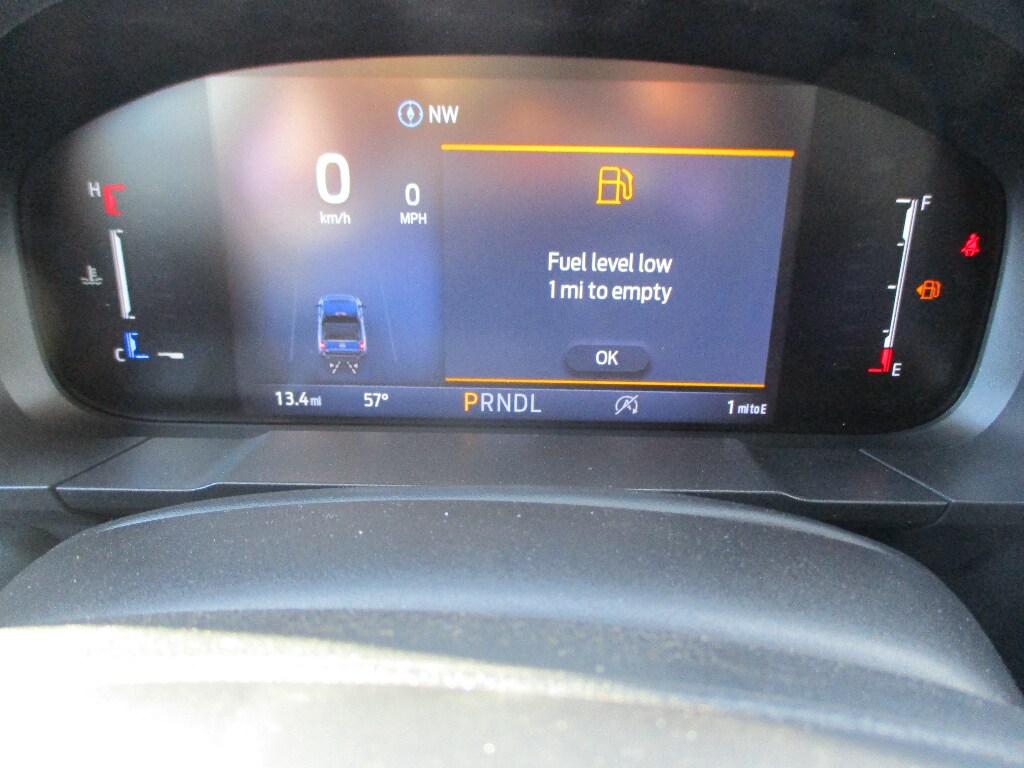 NW
0
km/h
0
MPH
Fuel level low
1 mi to empty
OK
H
C
F
E
13.4 mi
57°
PRNDL
1 mi to E